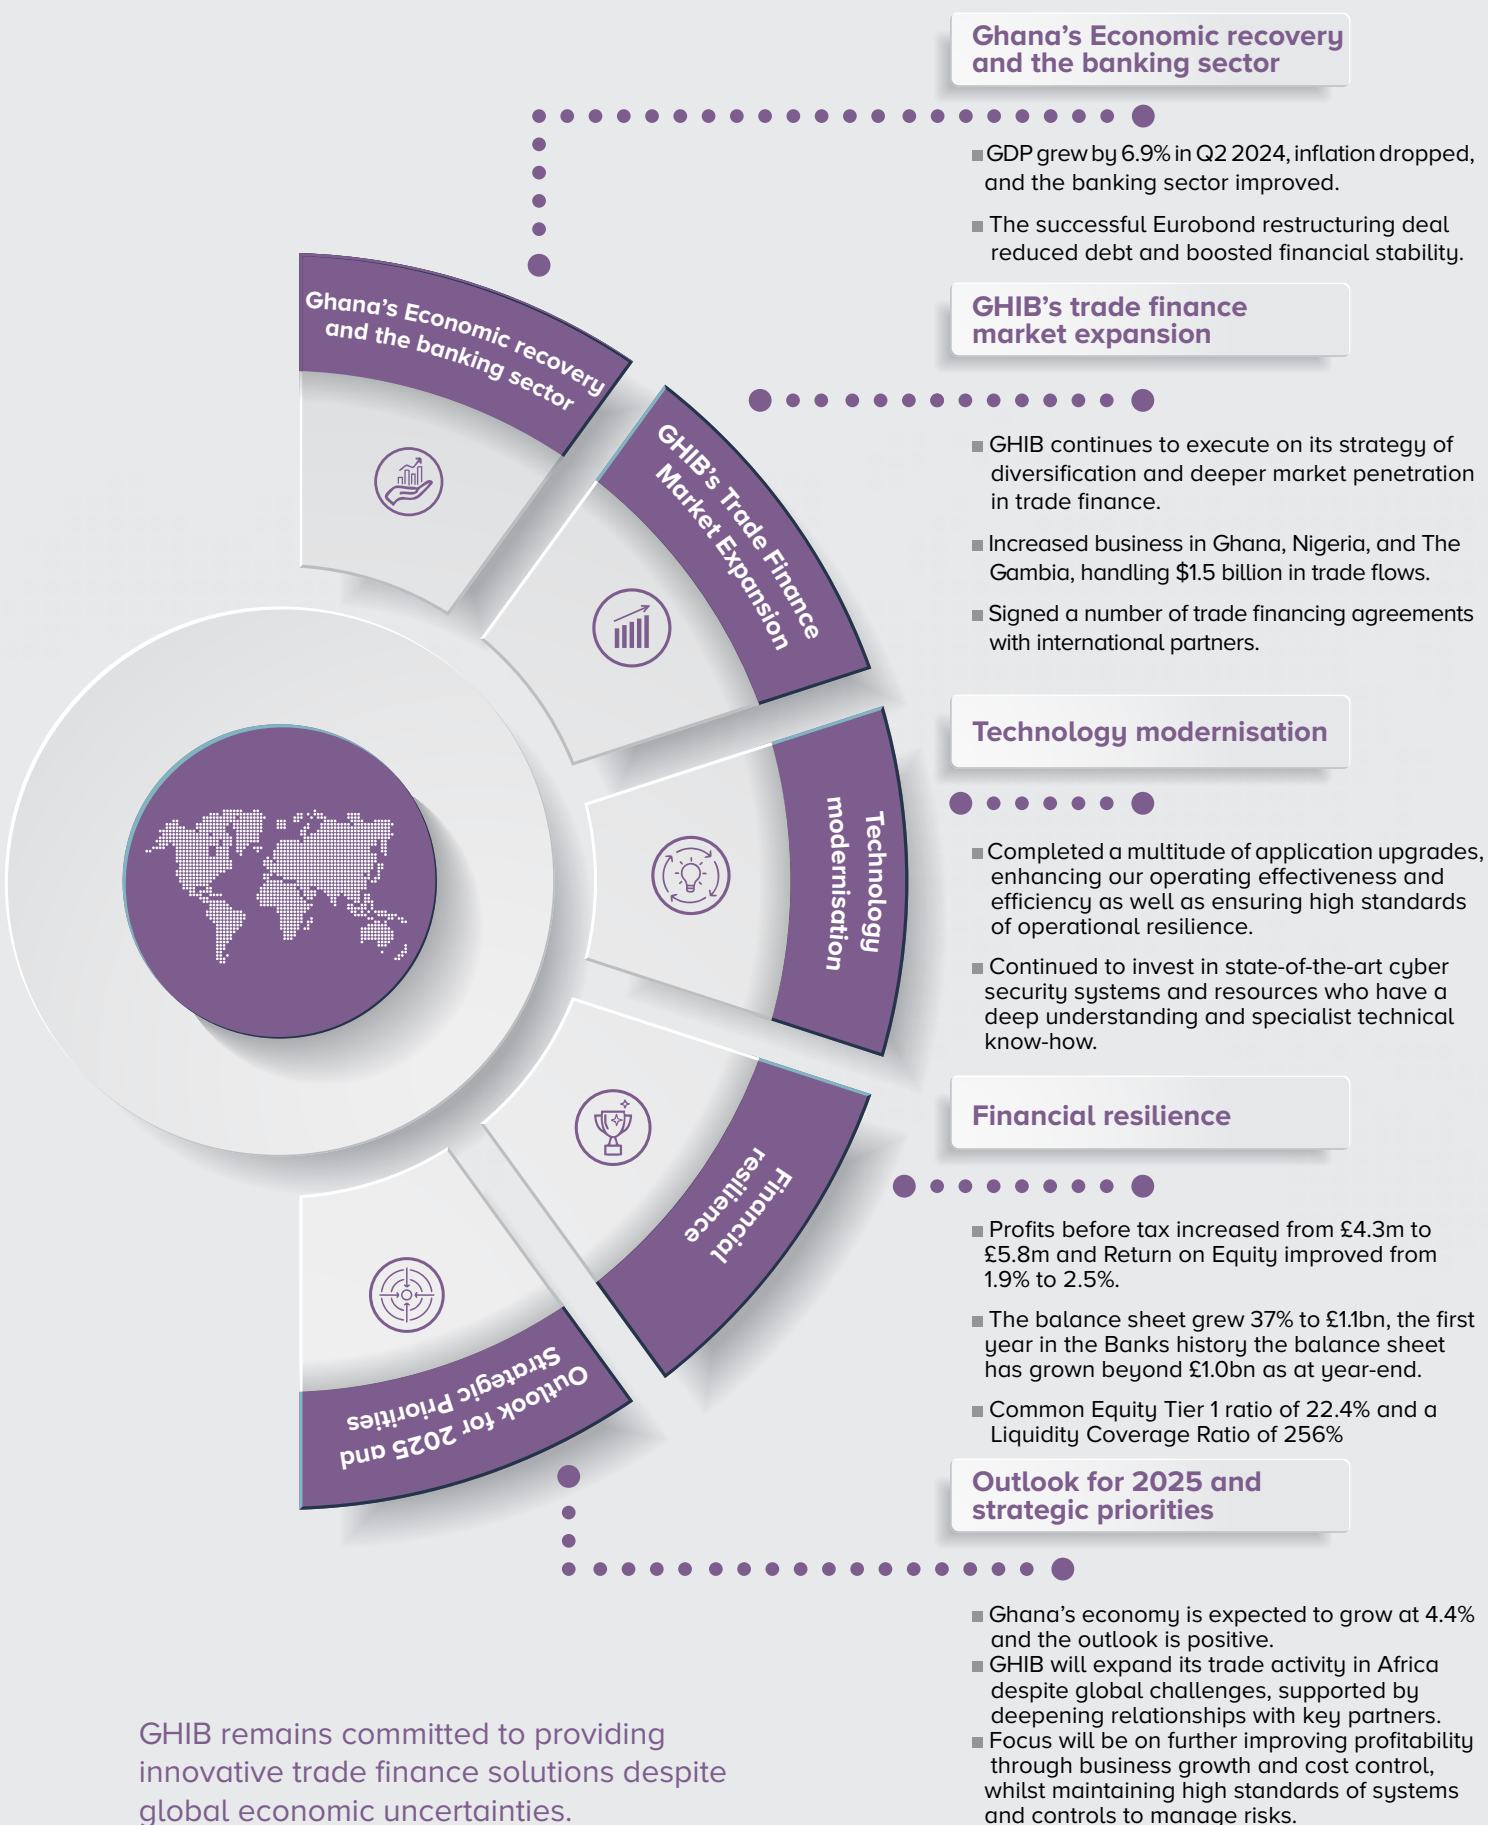 Ghana's Economic recovery
and the banking sector
GDP grew by 6.9% in Q2 2024, inflation dropped,
and the banking sector improved.
The successful Eurobond restructuring deal
reduced debt and boosted financial stability.
Ghana's Economic recovery
and the banking sector
GHIB's trade finance
market expansion
GHIB continues to execute on its strategy of
diversification and deeper market penetration
in trade finance.
Increased business in Ghana, Nigeria, and The
Gambia, handling $1.5 billion in trade flows.
Signed a number of trade financing agreements
with international partners.
GHIB's Trade Finance
Market Expansion
Technology modernisation
Completed a multitude of application upgrades,
enhancing our operating effectiveness and
efficiency as well as ensuring high standards
of operational resilience.
Continued to invest in state-of-the-art cyber
security systems and resources who have a
deep understanding and specialist technical
know-how.
Technology
modernisation
Financial resilience
Profits before tax increased from £4.3m to
£5.8m and Return on Equity improved from
1.9% to 2.5%.
The balance sheet grew 37% to £1.1bn, the first
year in the Banks history the balance sheet
has grown beyond £1.0bn as at year-end.
Common Equity Tier 1 ratio of 22.4% and a
Liquidity Coverage Ratio of 256%
Financial
resilience
Outlook for 2025 and
strategic priorities
Ghana's economy is expected to grow at 4.4%
and the outlook is positive.
GHIB will expand its trade activity in Africa
despite global challenges, supported by
deepening relationships with key partners.
Focus will be on further improving profitability
through business growth and cost control,
whilst maintaining high standards of systems
and controls to manage risks.
Outlook for 2025 and
Strategic Priorities
GHIB remains committed to providing
innovative trade finance solutions despite
global economic uncertainties.